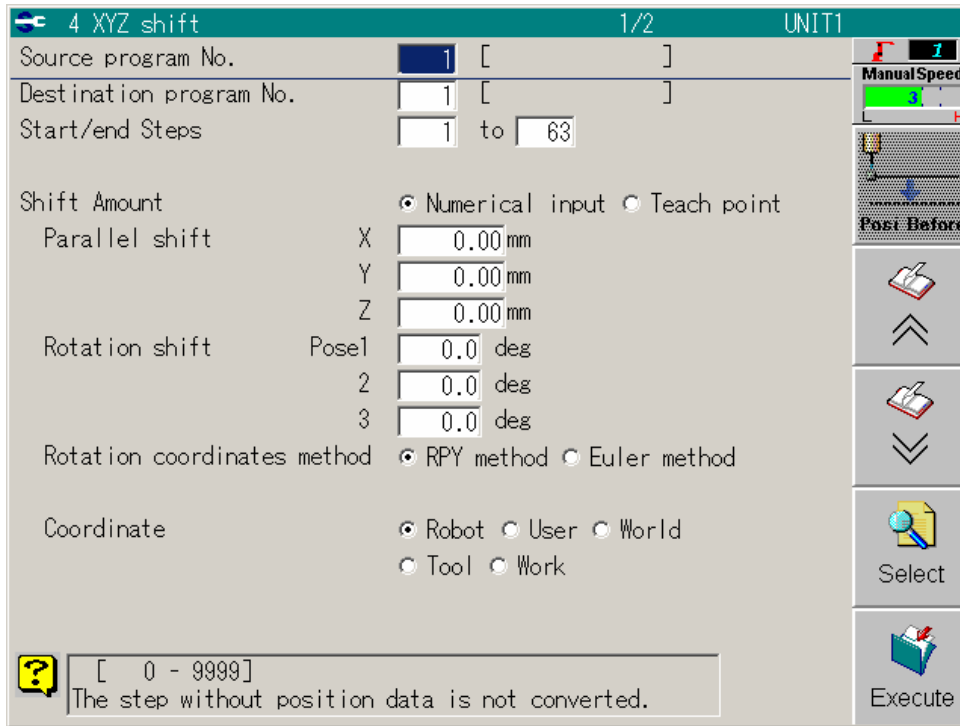 4 XYZ shift 1/2 UNIT1
Source program No. 1 [ ]
Destination program No. 1 [ ]
Start/end Steps 1 to 63
Shift Amount Numerical input Teach point
Parallel shift X 0.00 mm
Y 0.00 mm
Z 0.00 mm
Rotation shift Pose1 0.0 deg
2 0.0 deg
3 0.0 deg
Rotation coordinates method RPY method Euler method
Coordinate Robot User World
Tool Work
[ 0 - 9999]
The step without position data is not converted.
1
Manual Speed
3
L H
Posi Before
Select
Execute